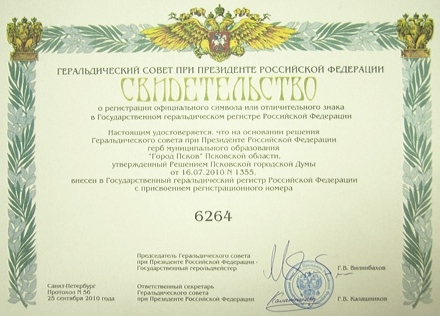 ГЕРАЛЬДИЧЕСКИЙ СОВЕТ ПРИ ПРЕЗИДЕНТЕ РОССИЙСКОЙ ФЕДЕРАЦИИ
СВИДЕТЕЛЬСТВО
о регистрации официального символа или отличительного знака
в Государственном геральдическом регистре Российской Федерации
Настоящим удостоверяется, что на основании решения
Геральдического совета при Президенте Российской Федерации
герб муниципального образования
"Город Псков" Псковской области,
утвержденный Решением Псковской городской Думы
от 16.07.2010 № 1355,
внесен в Государственный геральдический регистр Российской Федерации
с присвоением регистрационного номера
6264
Председатель Геральдического совета
при Президенте Российской Федерации -
Государственный герольдмейстер
Г.В. Вилинбахов
Санкт-Петербург
Протокол № 56
25 сентября 2010 года
Ответственный секретарь
Геральдического совета
при Президенте Российской Федерации
Г.В. Калашников